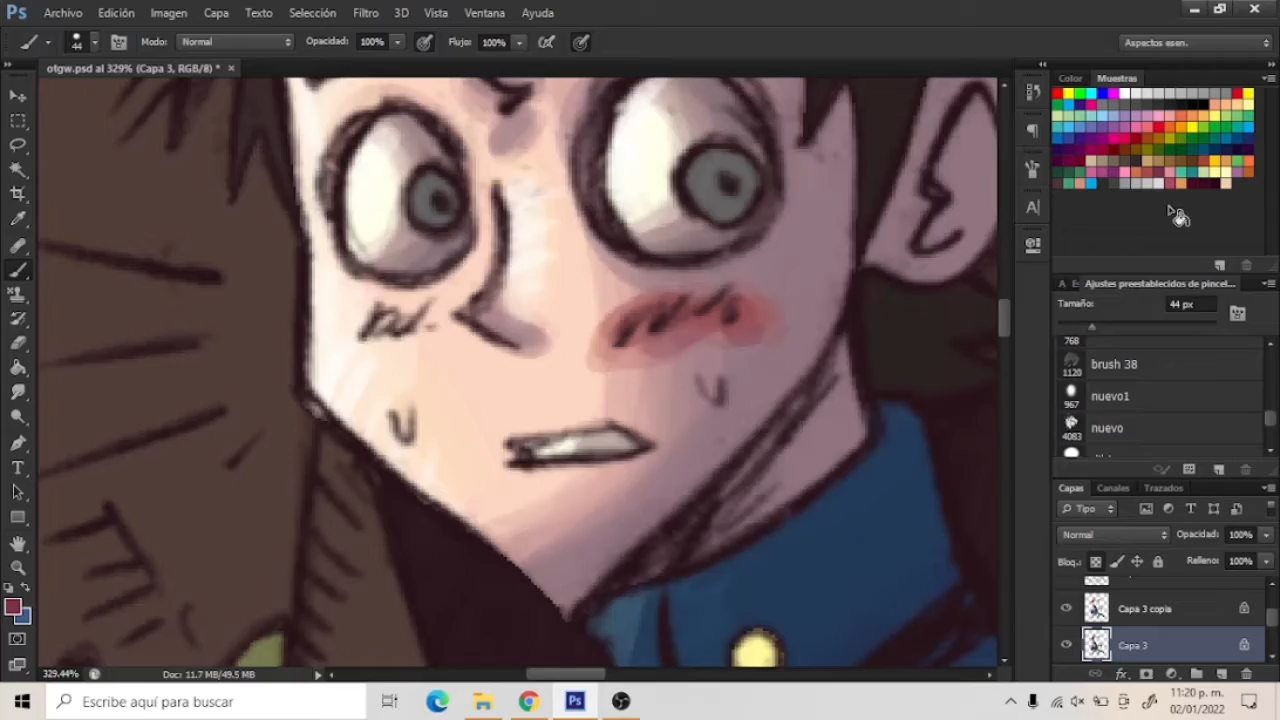 Ps Archivo Edición Imagen Capa Texto Selección Filtro 3D Vista Ventana Ayuda
44 Modo: Normal Opacidad: 100% Flujo: 100% Aspectos esen.
otgw.psd al 329% (Capa 3, RGB/8) * ×
Color Muestras
Ajustes preestablecidos de pincel...
Tamaño: 44 px
768
1120 brush 38
967 nuevo1
4083 nuevo
Capas Canales Trazados
Tipo
Normal Opacidad: 100%
Bloq.: Relleno: 100%
Capa 3 copia
Capa 3
329.44% Doc: 11.7 MB/49.5 MB
Escribe aquí para buscar
11:20 p. m.
02/01/2022